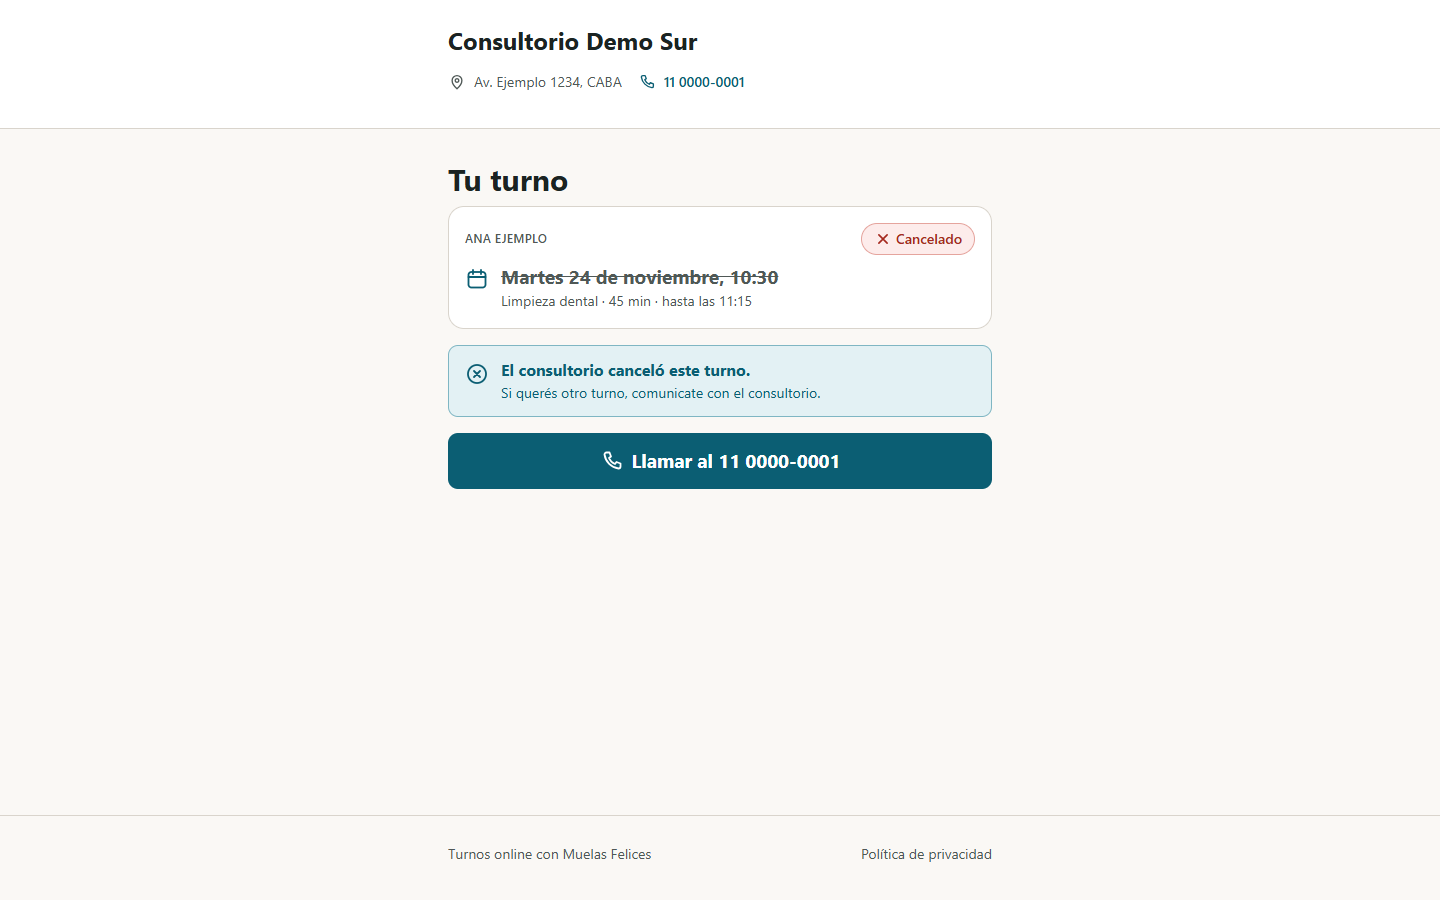 Consultorio Demo Sur
Av. Ejemplo 1234, CABA 11 0000-0001
Tu turno
ANA EJEMPLO
Cancelado
Martes 24 de noviembre, 10:30
Limpieza dental · 45 min · hasta las 11:15
El consultorio canceló este turno.
Si querés otro turno, comunicate con el consultorio.
Llamar al 11 0000-0001
Turnos online con Muelas Felices
Política de privacidad